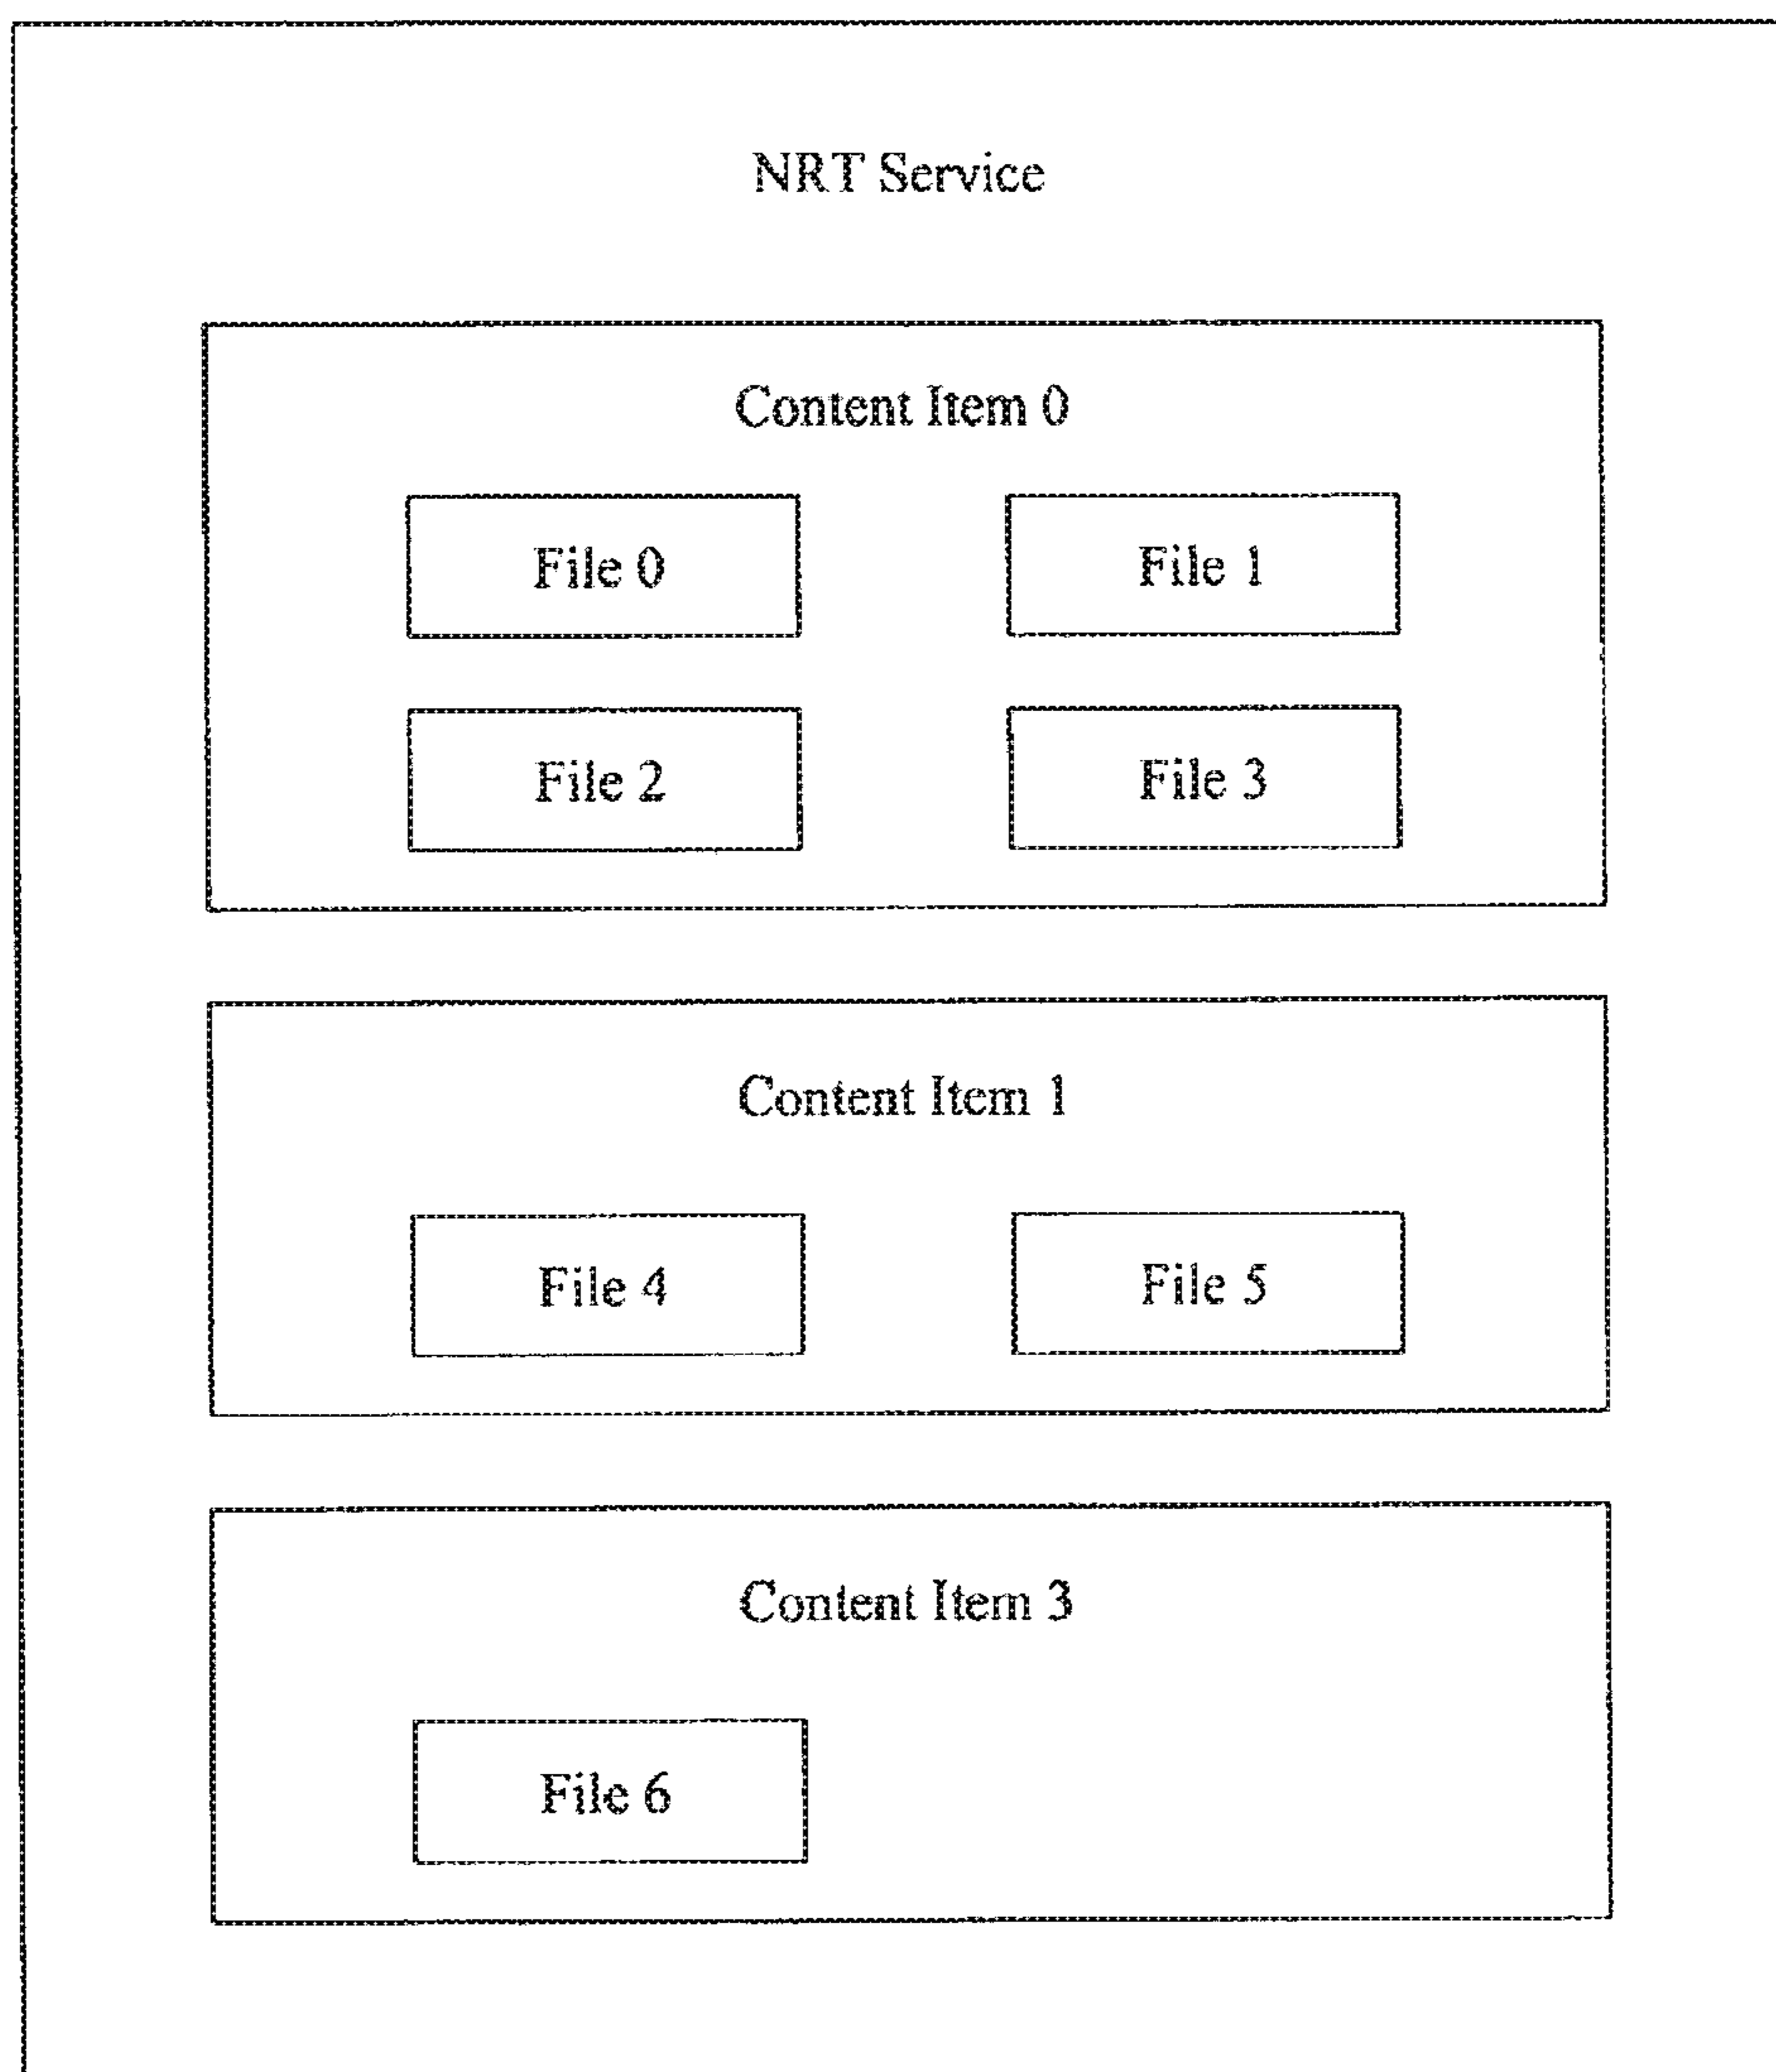 NRT Service
Content Item 0
File 0
File 1
File 2
File 3
Content Item 1
File 4
File 5
Content Item 3
File 6